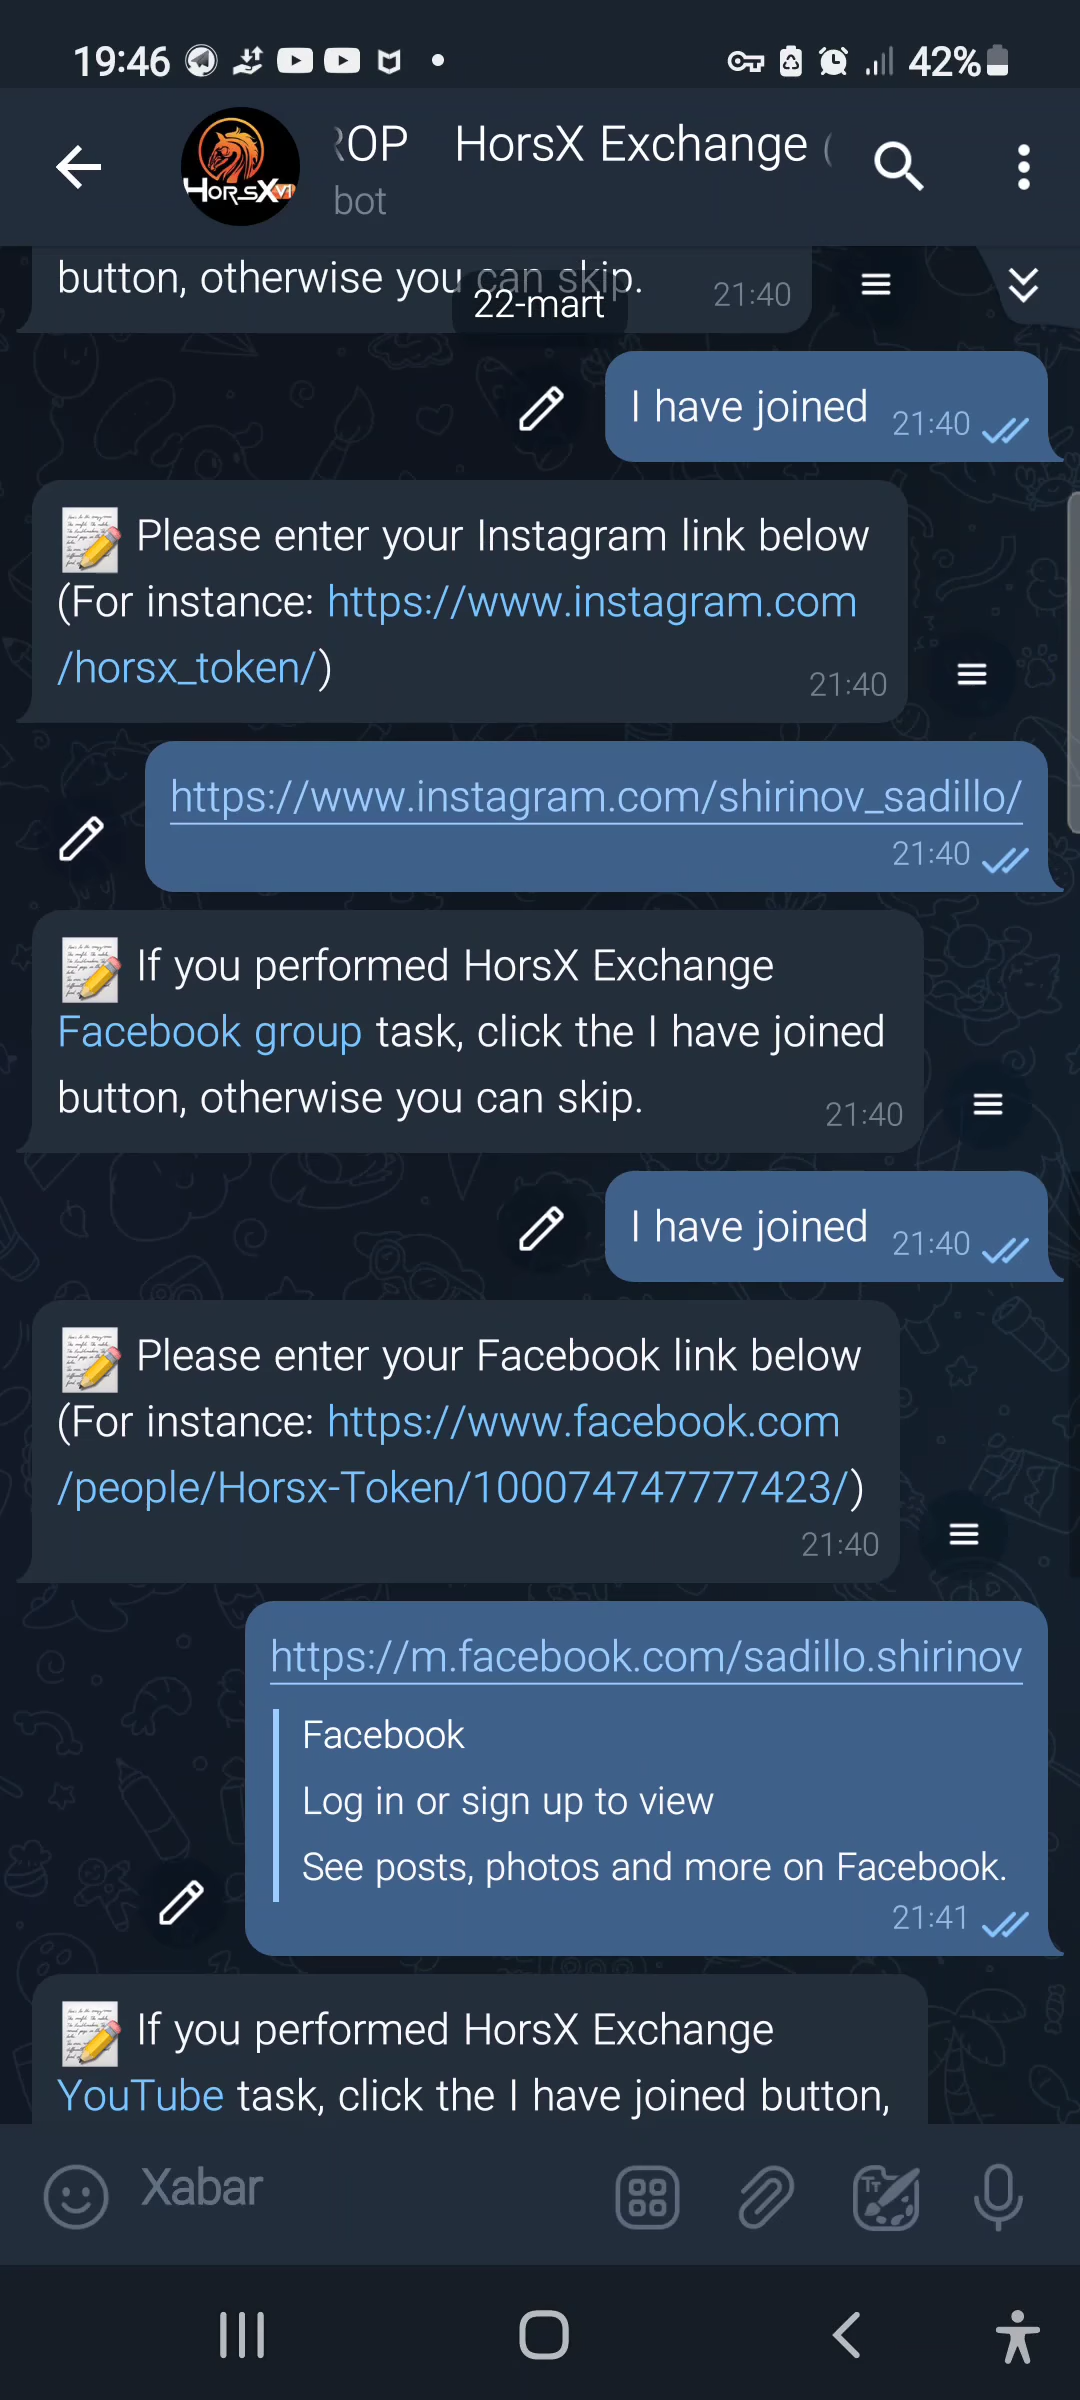 19:46
42%
OP HorsX Exchange (
bot
HORSX V1
button, otherwise you can skip.
21:40
22-mart
I have joined 21:40
Please enter your Instagram link below
(For instance: https://www.instagram.com
/horsx_token/)
21:40
https://www.instagram.com/shirinov_sadillo/
21:40
If you performed HorsX Exchange
Facebook group task, click the I have joined
button, otherwise you can skip.
21:40
I have joined 21:40
Please enter your Facebook link below
(For instance: https://www.facebook.com
/people/Horsx-Token/100074747777423/)
21:40
https://m.facebook.com/sadillo.shirinov
Facebook
Log in or sign up to view
See posts, photos and more on Facebook.
21:41
If you performed HorsX Exchange
YouTube task, click the I have joined button,
Xabar